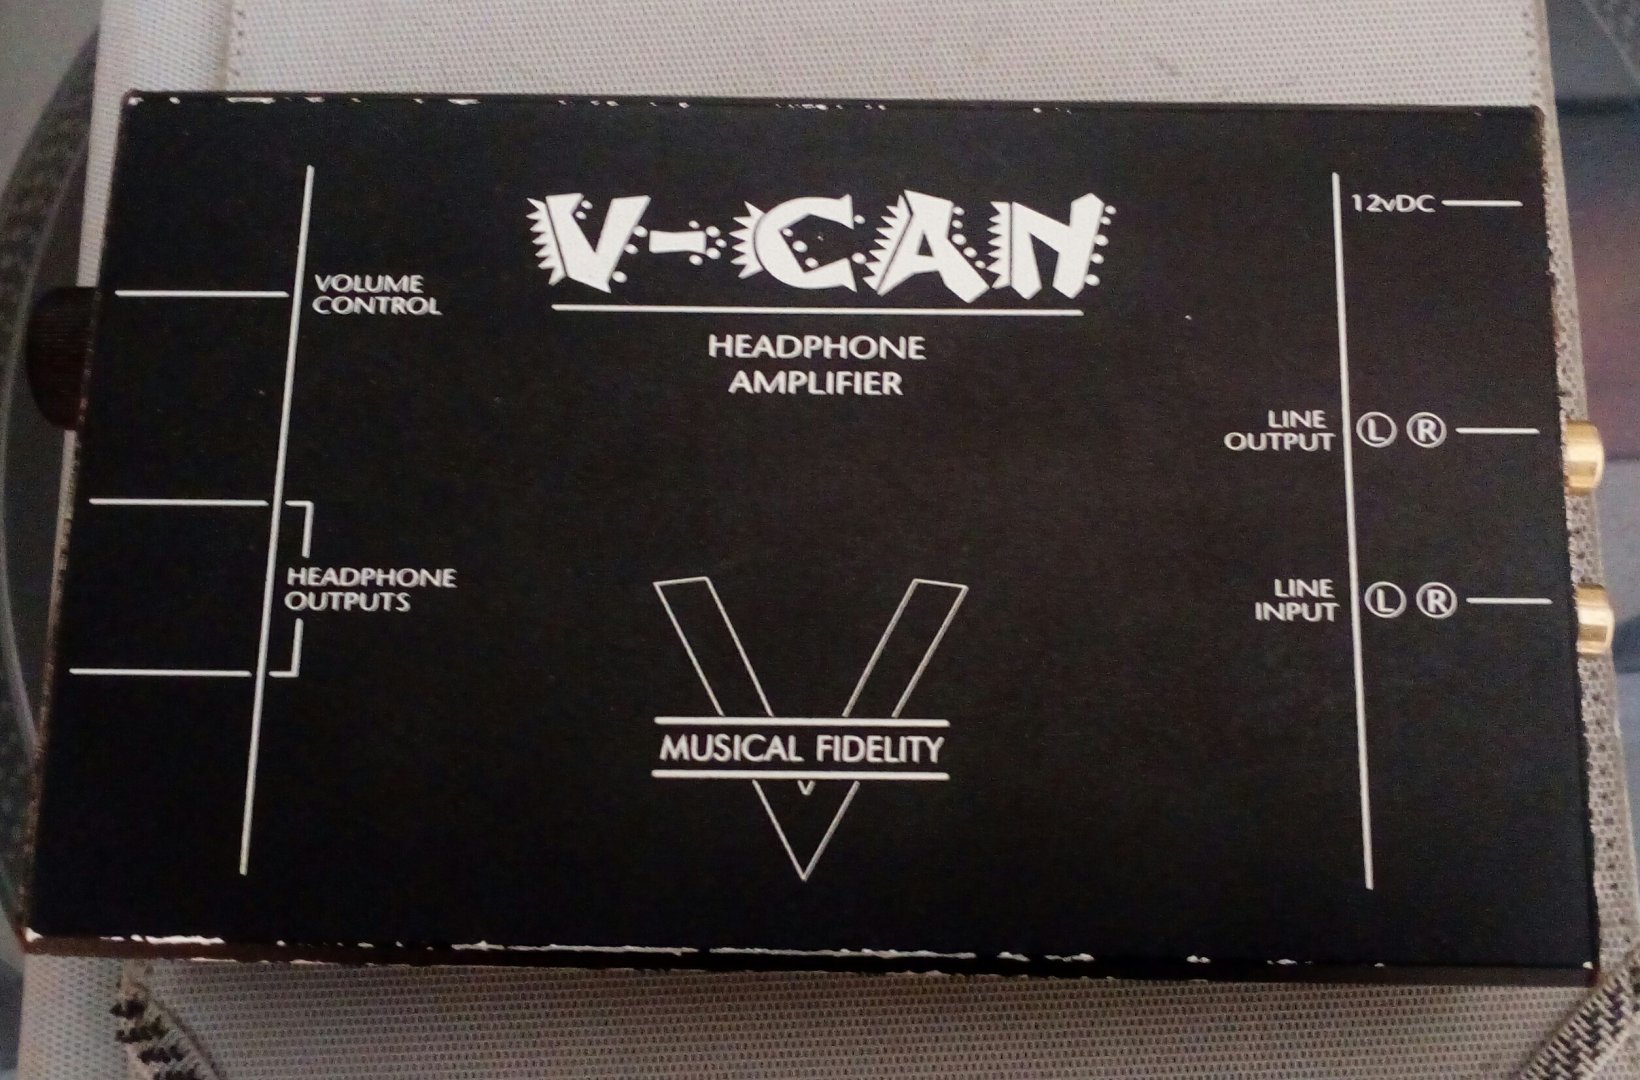 V-CAN
HEADPHONE
AMPLIFIER
VOLUME
CONTROL
HEADPHONE
OUTPUTS
12vDC
LINE
OUTPUT
L R
LINE
INPUT
L R
V
MUSICAL FIDELITY